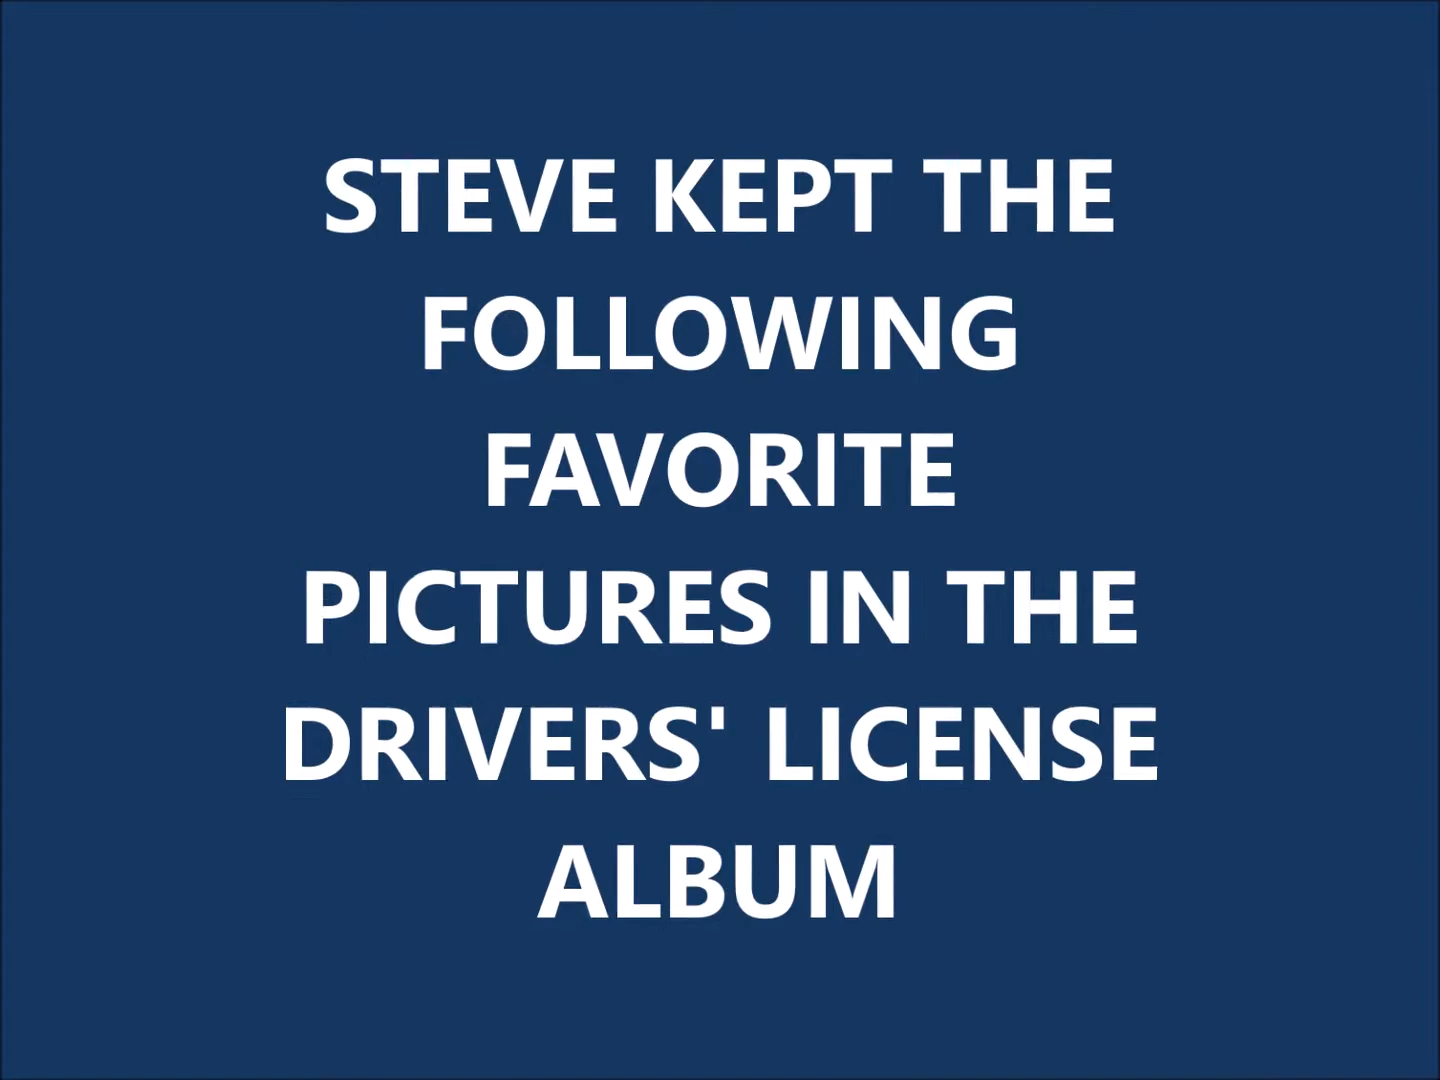 STEVE KEPT THE
FOLLOWING
FAVORITE
PICTURES IN THE
DRIVERS' LICENSE
ALBUM